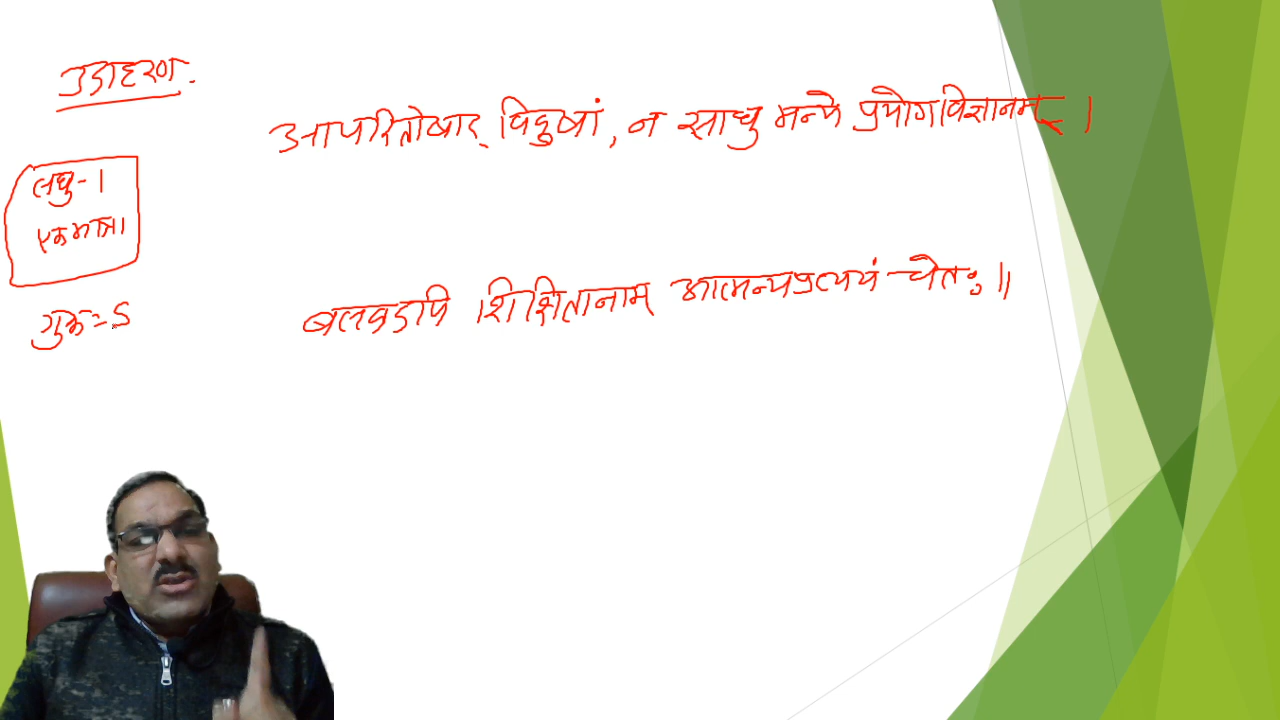 उदाहरण.
आपरितोषाद् विदुषां, न साधु मन्ये प्रयोगविज्ञानम् ।
लघु - ।
एकमात्रा
बलवदपि शिक्षितानाम् आत्मन्यप्रत्ययं चेतः ॥
गुरू = S